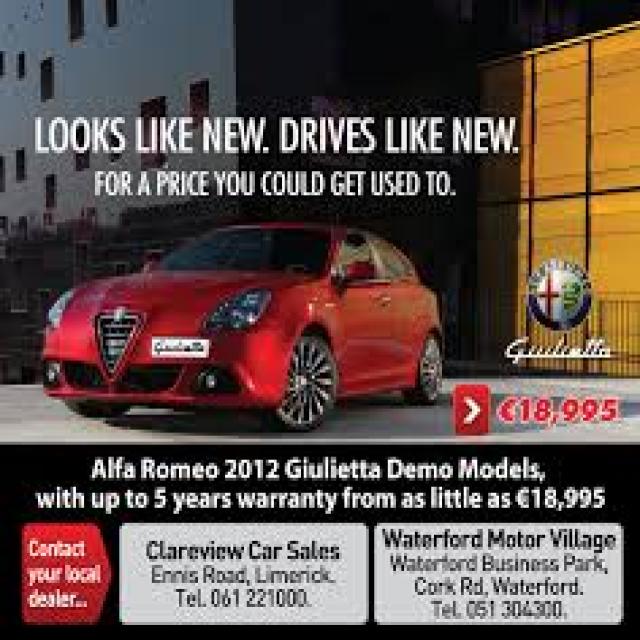 LOOKS LIKE NEW. DRIVES LIKE NEW.
FOR A PRICE YOU COULD GET USED TO.
Giulietta
Giulietta
€18,995
Alfa Romeo 2012 Giulietta Demo Models,
with up to 5 years warranty from as little as €18,995
Contact
your local
dealer...
Clareview Car Sales
Ennis Road, Limerick.
Tel. 061 221000.
Waterford Motor Village
Waterford Business Park,
Cork Rd, Waterford.
Tel. 051 304300.